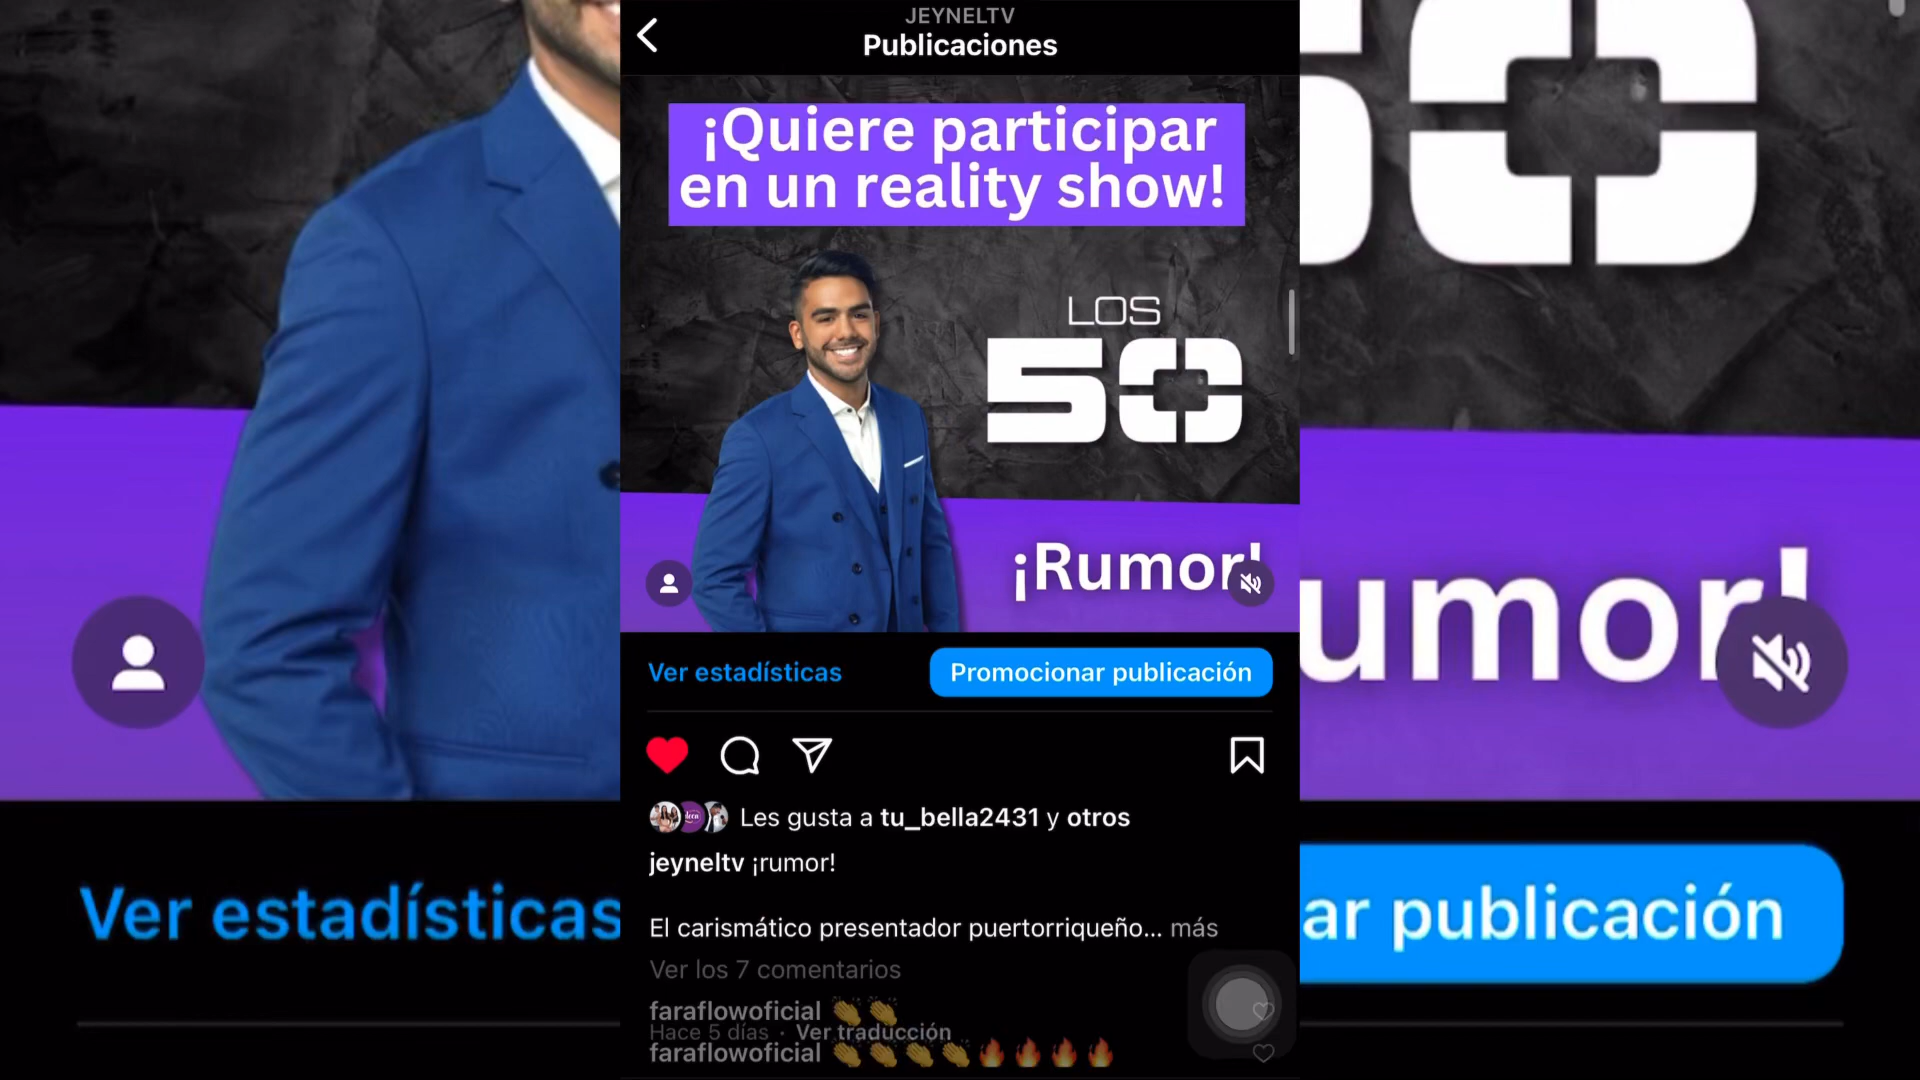 JEYNELTV
Publicaciones
¡Quiere participar
en un reality show!
LOS
50
¡Rumor!
Ver estadísticas
Promocionar publicación
Les gusta a tu_bella2431 y otros
jeyneltv ¡rumor!
El carismático presentador puertorriqueño... más
Ver los 7 comentarios
faraflowoficial 👏👏
Hace 5 días · Ver traducción
faraflowoficial 👏👏👏👏🔥🔥🔥🔥
50
umor!
Ver estadísticas
ar publicación